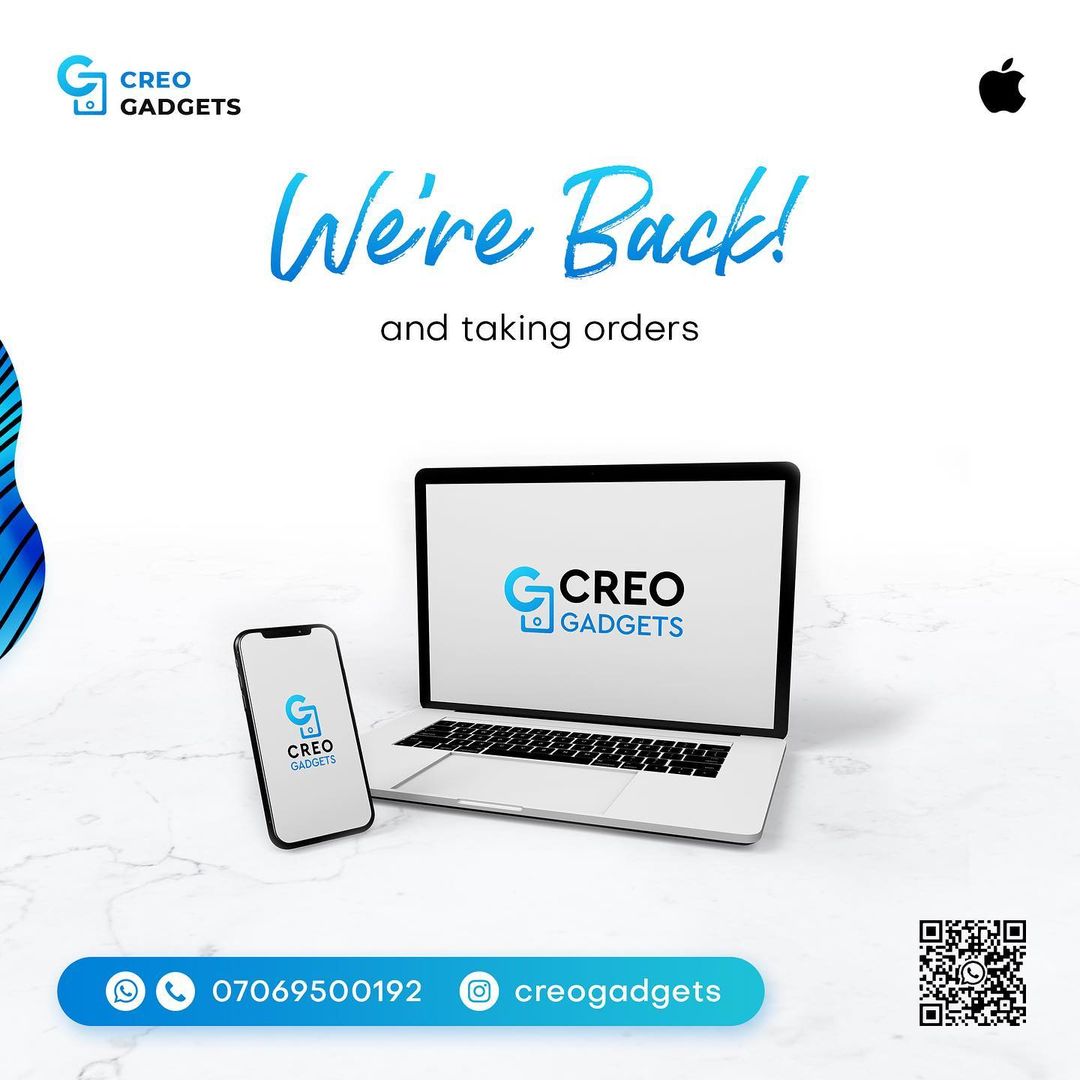 CREO
GADGETS
We're Back!
and taking orders
CREO
GADGETS
CREO
GADGETS
07069500192 creogadgets